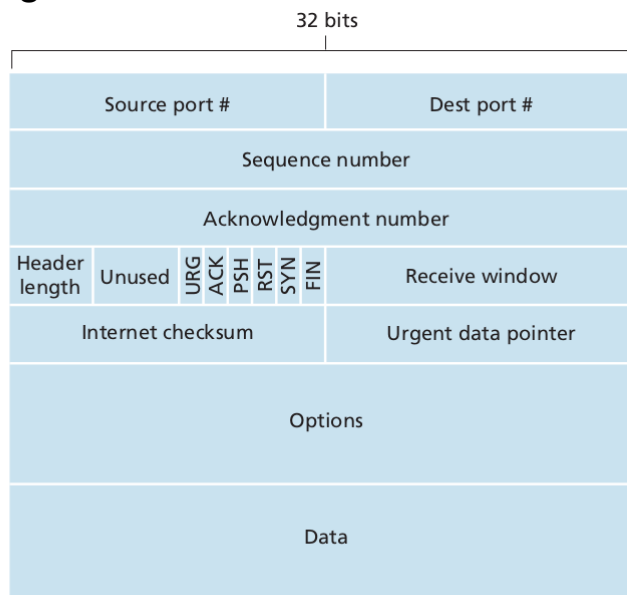 32 bits
Source port #
Dest port #
Sequence number
Acknowledgment number
Header
length
Unused
URG
ACK
PSH
RST
SYN
FIN
Receive window
Internet checksum
Urgent data pointer
Options
Data